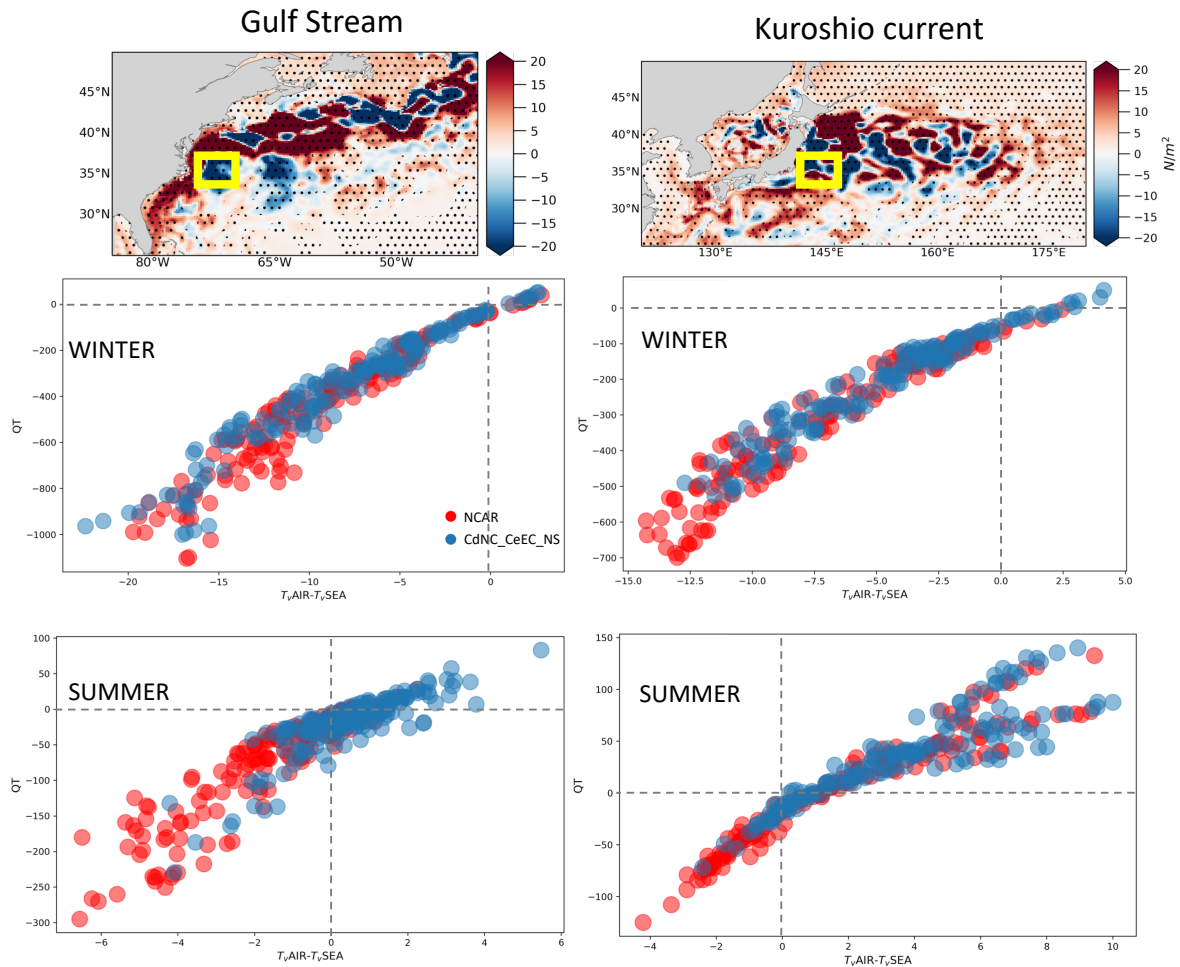 Gulf Stream
Kuroshio current
45°N
40°N
35°N
30°N
80°W 65°W 50°W
20
15
10
5
0
−5
−10
−15
−20
45°N
40°N
35°N
30°N
130°E 145°E 160°E 175°E
20
15
10
5
0
−5
−10
−15
−20
N/m²
WINTER
QT
0
−200
−400
−600
−800
−1000
NCAR
CdNC_CeEC_NS
−20 −15 −10 −5 0
TᵥAIR-TᵥSEA
WINTER
QT
0
−100
−200
−300
−400
−500
−600
−700
−15.0 −12.5 −10.0 −7.5 −5.0 −2.5 0.0 2.5 5.0
TᵥAIR-TᵥSEA
SUMMER
QT
100
50
0
−50
−100
−150
−200
−250
−300
−6 −4 −2 0 2 4 6
TᵥAIR-TᵥSEA
SUMMER
QT
150
100
50
0
−50
−100
−4 −2 0 2 4 6 8 10
TᵥAIR-TᵥSEA